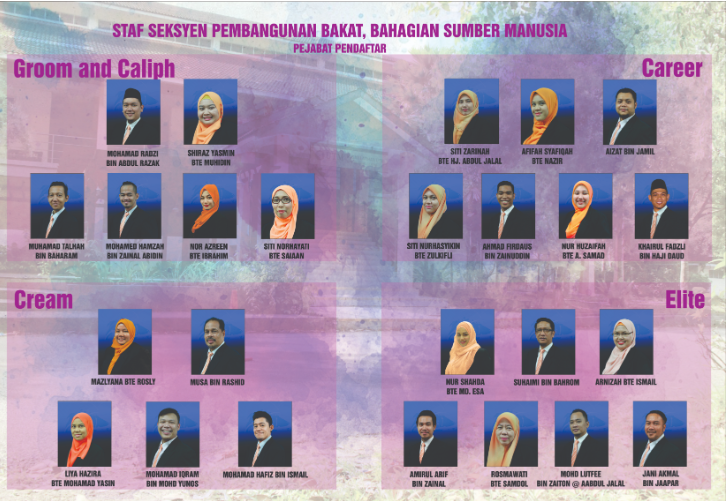 STAF SEKSYEN PEMBANGUNAN BAKAT, BAHAGIAN SUMBER MANUSIA
PEJABAT PENDAFTAR
Groom and Caliph
MOHAMAD RADZI
BIN ABDUL RAZAK
SHIRAZ YASMIN
BTE MUHIDIN
MUHAMAD TALHAH
BIN BAHARAM
MOHAMED HAMZAH
BIN ZAINAL ABIDIN
NOR AZREEN
BTE IBRAHIM
SITI NORHAYATI
BTE SAIAAN
Career
SITI ZARINAH
BTE HJ. ABDUL JALAL
AFIFAH SYAFIQAH
BTE NAZIR
AIZAT BIN JAMIL
SITI NORHASYKIN
BTE ZULKIFLI
AHMAD FIRDAUS
BIN ZAINUDDIN
NUR HUZAIFAH
BTE A. SAMAD
KHAIRUL FADZLI
BIN HAJI DAUD
Cream
MAZLYANA BTE ROSLY
MUSA BIN RASHID
LIYA HAZIRA
BTE MOHAMAD YASIN
MOHAMAD IQRAM
BIN MOHD YUNOS
MOHAMAD HAFIZ BIN ISMAIL
Elite
NUR SHAHDA
BTE MD. ESA
SUHAIMI BIN BAHROM
ARNIZAH BTE ISMAIL
AMIRUL ARIF
BIN ZAINAL
ROSMAWATI
BTE SAMDOL
MOHD LUTFEE
BIN ZAITON @ AABDUL JALAL
JANI AKMAL
BIN JAAPAR